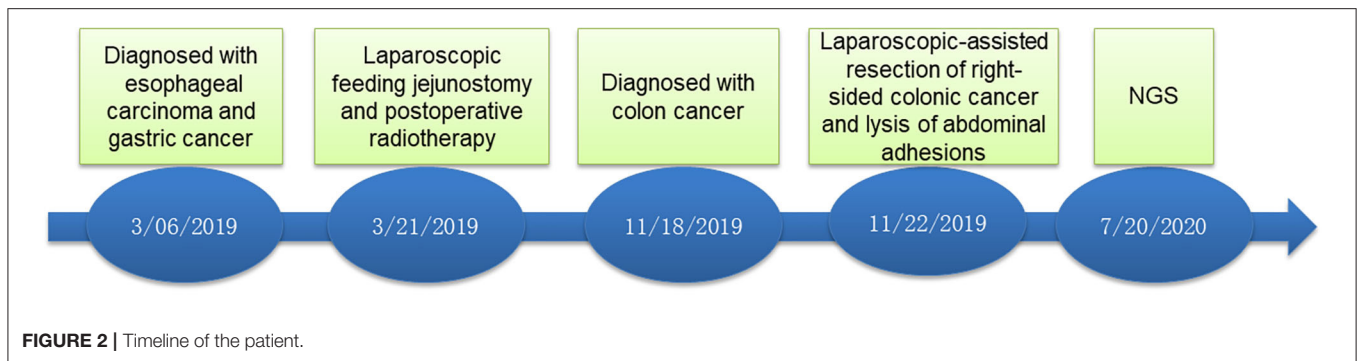 Diagnosed with
esophageal
carcinoma and
gastric cancer
Laparoscopic
feeding jejunostomy
and postoperative
radiotherapy
Diagnosed with
colon cancer
Laparoscopic-assisted
resection of right-
sided colonic cancer
and lysis of abdominal
adhesions
NGS
3/06/2019
3/21/2019
11/18/2019
11/22/2019
7/20/2020
FIGURE 2 | Timeline of the patient.